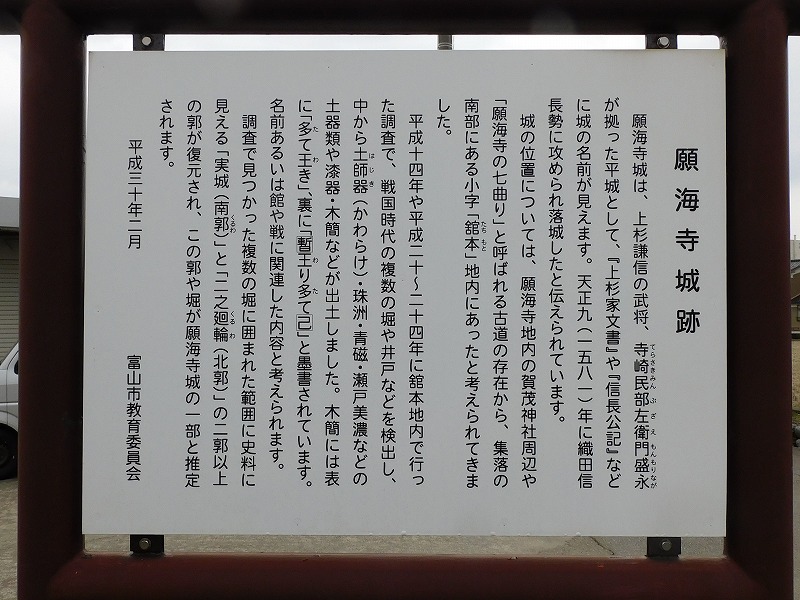 願海寺城跡
願海寺城は、上杉謙信の武将、寺崎民部左衛門盛永
が拠った平城として、『上杉家文書』や『信長公記』など
に城の名前が見えます。天正九（一五八一）年に織田信
長勢に攻められ落城したと伝えられています。
城の位置については、願海寺地内の賀茂神社周辺や
「願海寺の七曲り」と呼ばれる古道の存在から、集落の
南部にある小字「舘本」地内にあったと考えられてきま
した。
平成十四年や平成二十～二十四年に舘本地内で行っ
た調査で、戦国時代の複数の堀や井戸などを検出し、
中から土師器（かわらけ）・珠洲・青磁・瀬戸美濃などの
土器類や漆器・木簡などが出土しました。木簡には表
に「多て王き」、裏に「暫土り多て□己」と墨書されています。
名前あるいは館や戦に関連した内容と考えられます。
調査で見つかった複数の堀に囲まれた範囲に史料に
見える「実城（南郭）」と「二之廻輪（北郭）」の二郭以上
の郭が復元され、この郭や堀が願海寺城の一部と推定
されます。
平成三十年二月
富山市教育委員会